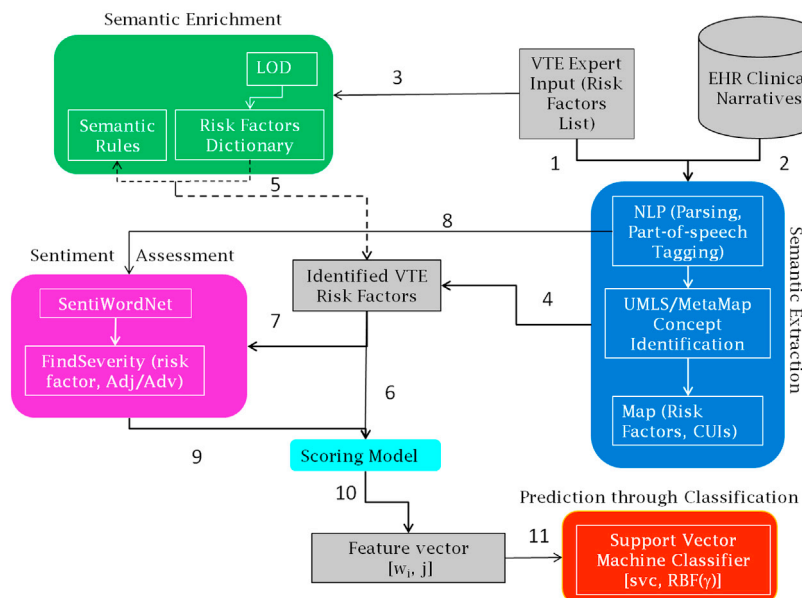 Semantic Enrichment
LOD
Semantic
Rules
Risk Factors
Dictionary
3
VTE Expert
Input (Risk
Factors
List)
EHR Clinical
Narratives
1
2
5
8
NLP (Parsing,
Part-of-speech
Tagging)
UMLS/MetaMap
Concept
Identification
Map (Risk
Factors, CUIs)
Semantic Extraction
Sentiment Assessment
SentiWordNet
FindSeverity (risk
factor, Adj/Adv)
Identified VTE
Risk Factors
4
7
6
9
Scoring Model
10
Feature vector
[wi, j]
11
Prediction through Classification
Support Vector
Machine Classifier
[svc, RBF(γ)]